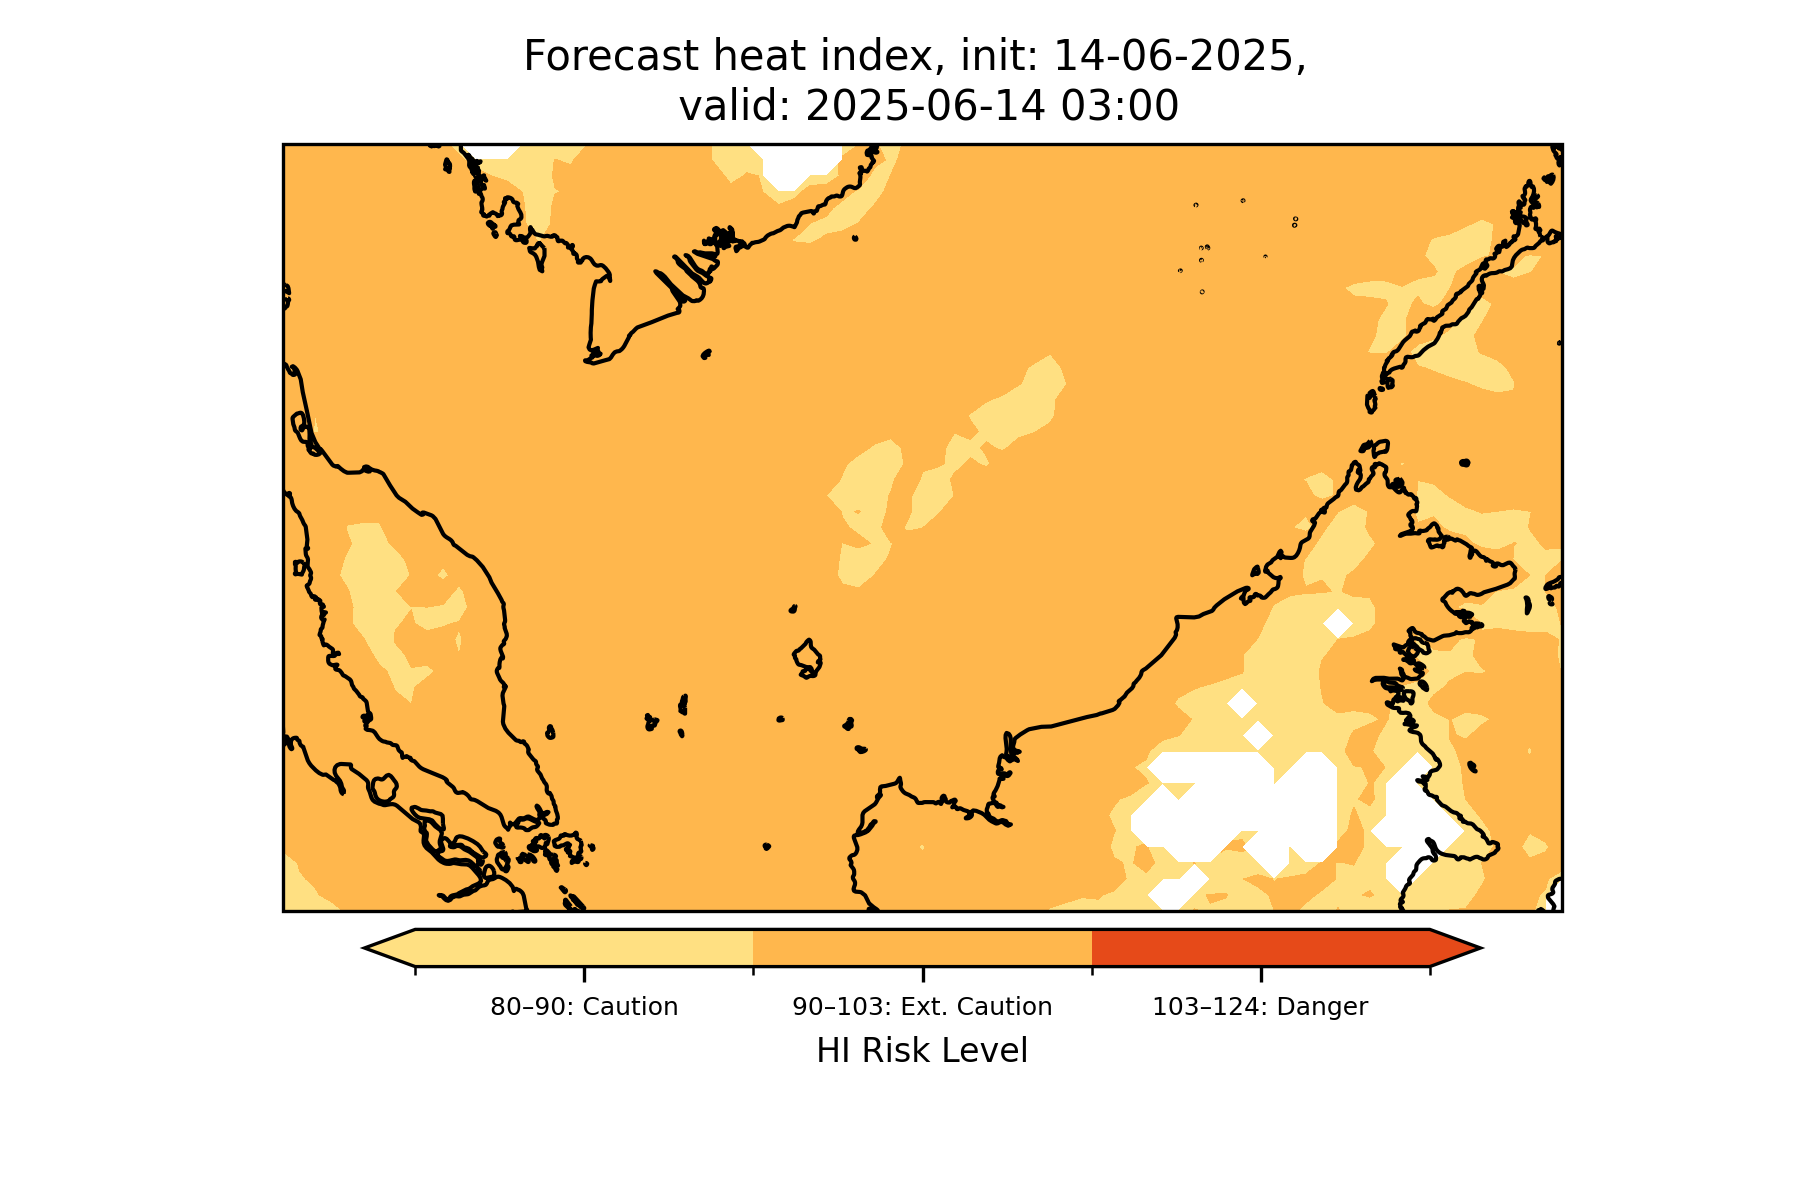 Forecast heat index, init: 14-06-2025,
valid: 2025-06-14 03:00
80–90: Caution
90–103: Ext. Caution
103–124: Danger
HI Risk Level